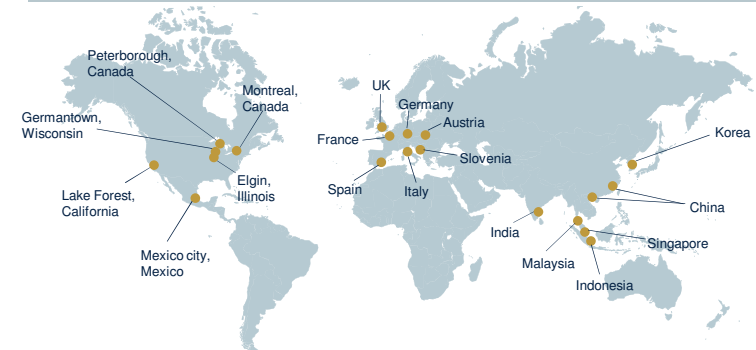 Peterborough,
Canada
Montreal,
Canada
Germantown,
Wisconsin
Elgin,
Illinois
Lake Forest,
California
Mexico city,
Mexico
UK
Germany
Austria
France
Slovenia
Spain
Italy
Korea
China
India
Singapore
Malaysia
Indonesia